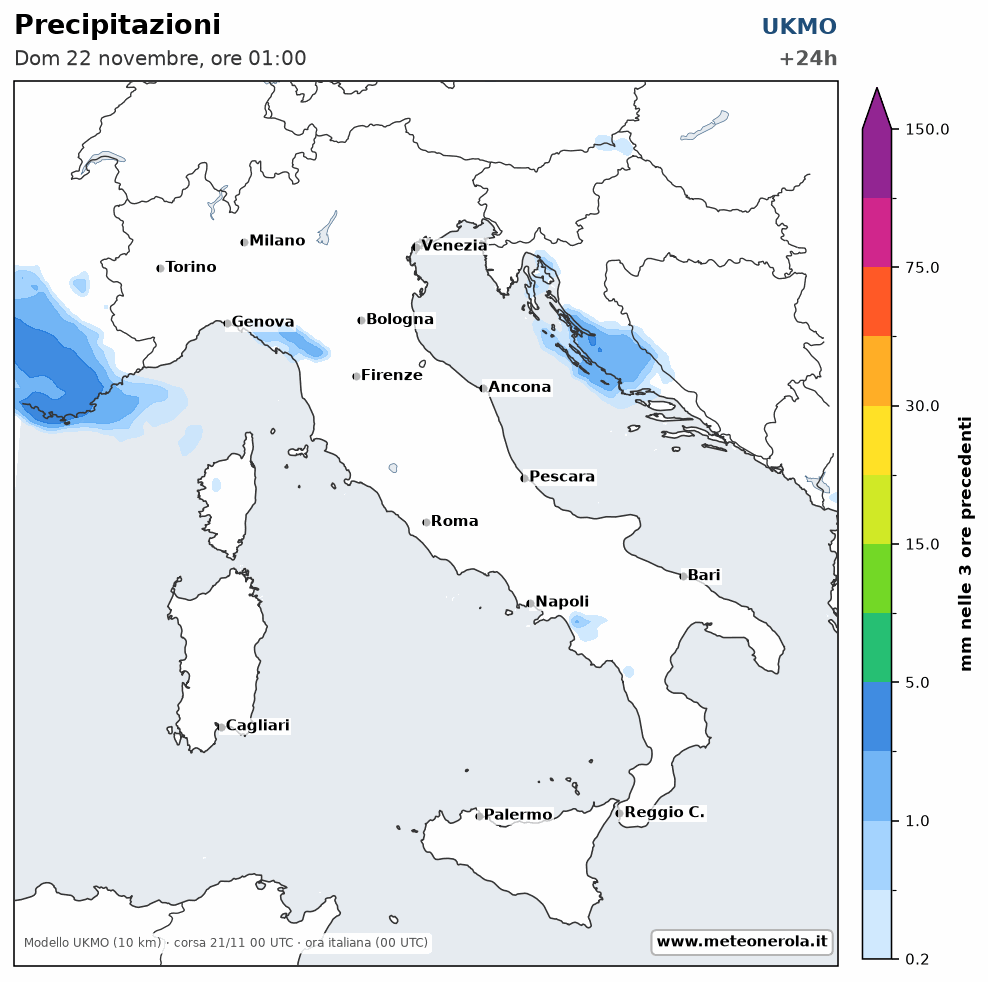 Precipitazioni
UKMO
Dom 22 novembre, ore 01:00
+24h
150.0
75.0
30.0
15.0
5.0
1.0
0.2
mm nelle 3 ore precedenti
Milano
Venezia
Torino
Genova
Bologna
Firenze
Ancona
Pescara
Roma
Bari
Napoli
Cagliari
Palermo
Reggio C.
Modello UKMO (10 km) · corsa 21/11 00 UTC · ora italiana (00 UTC)
www.meteonerola.it